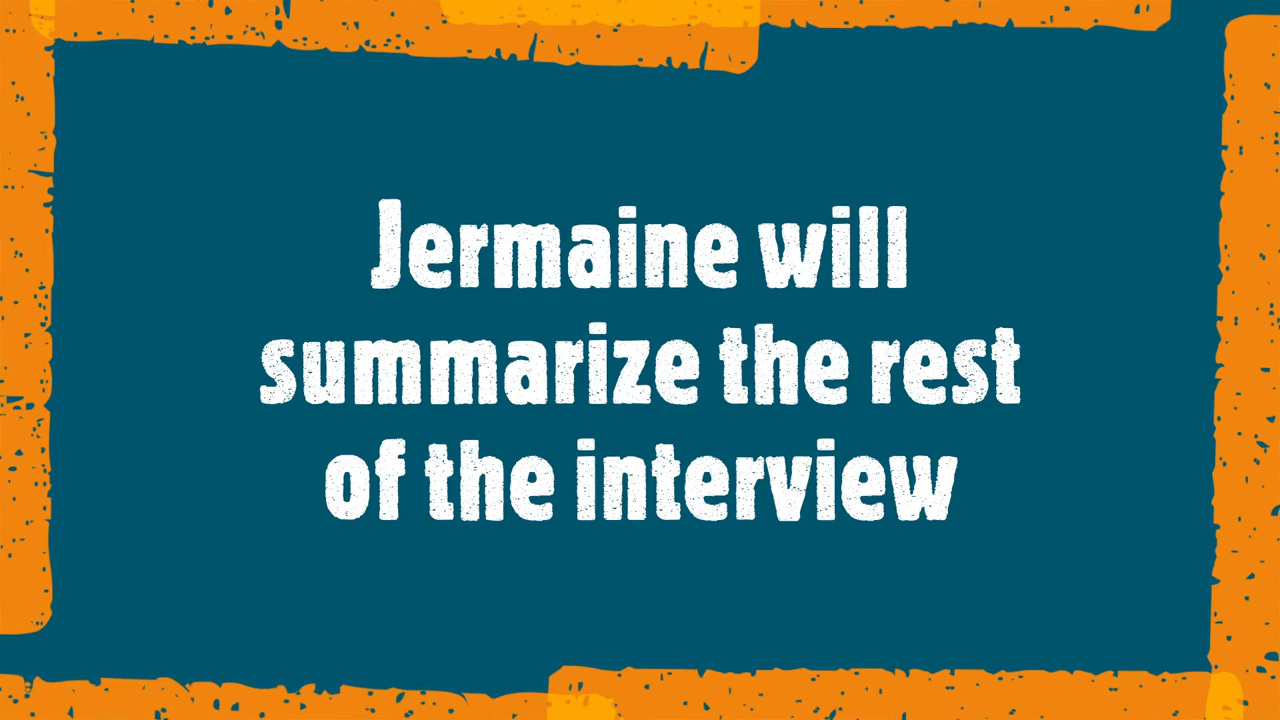 Jermaine will
summarize the rest
of the interview